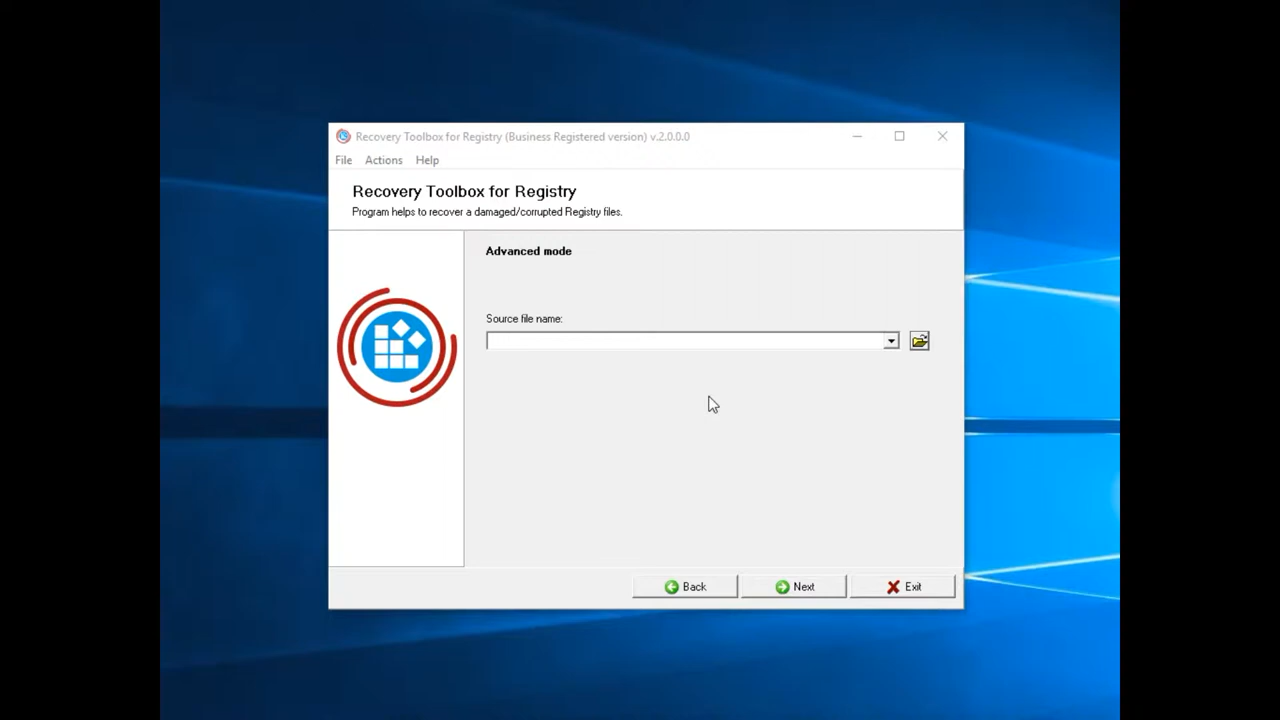 Recovery Toolbox for Registry (Business Registered version) v.2.0.0.0
File Actions Help
Recovery Toolbox for Registry
Program helps to recover a damaged/corrupted Registry files.
Advanced mode
Source file name:
Back Next Exit